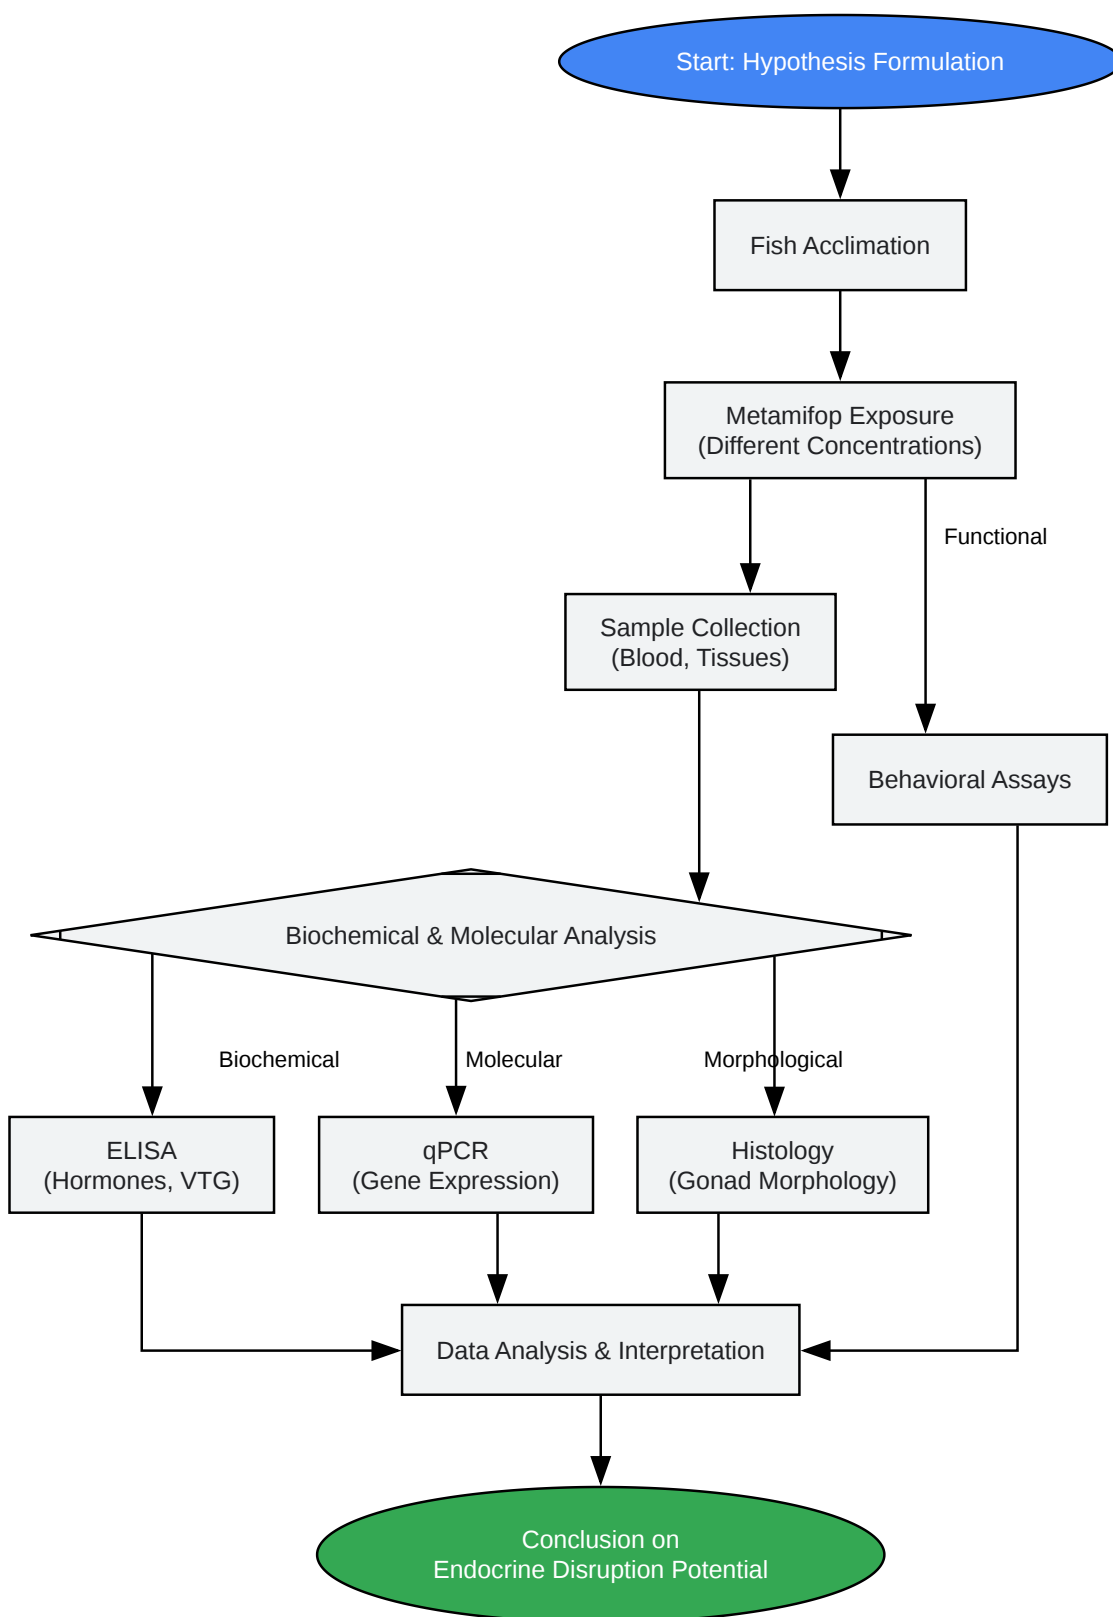 Start: Hypothesis Formulation
Fish Acclimation
Metamifop Exposure
(Different Concentrations)
Functional
Sample Collection
(Blood, Tissues)
Behavioral Assays
Biochemical & Molecular Analysis
Biochemical
Molecular
Morphological
ELISA
(Hormones, VTG)
qPCR
(Gene Expression)
Histology
(Gonad Morphology)
Data Analysis & Interpretation
Conclusion on
Endocrine Disruption Potential